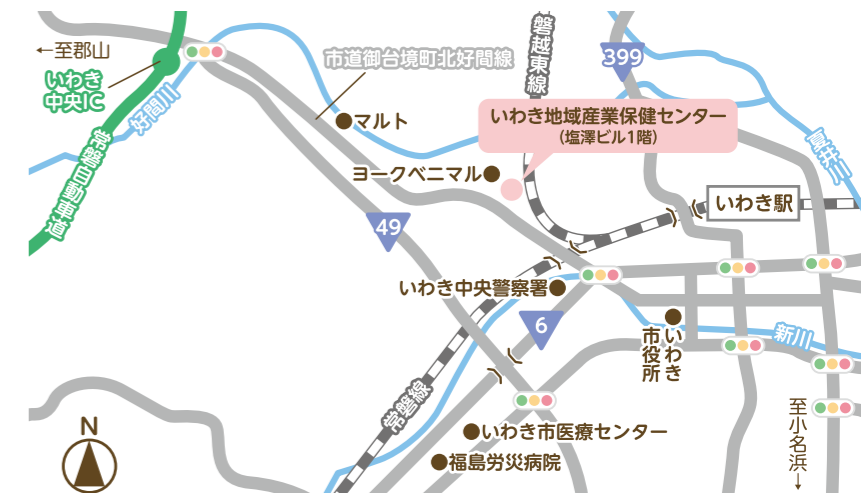 ←至郡山
いわき
中央IC
好間川
常磐自動車道
市道御台境町北好間線
マルト
磐越東線
399
いわき地域産業保健センター
(塩澤ビル1階)
ヨークベニマル
夏井川
いわき駅
49
いわき中央警察署
6
いわき
市役所
新川
常磐線
至小名浜→
いわき市医療センター
福島労災病院
N